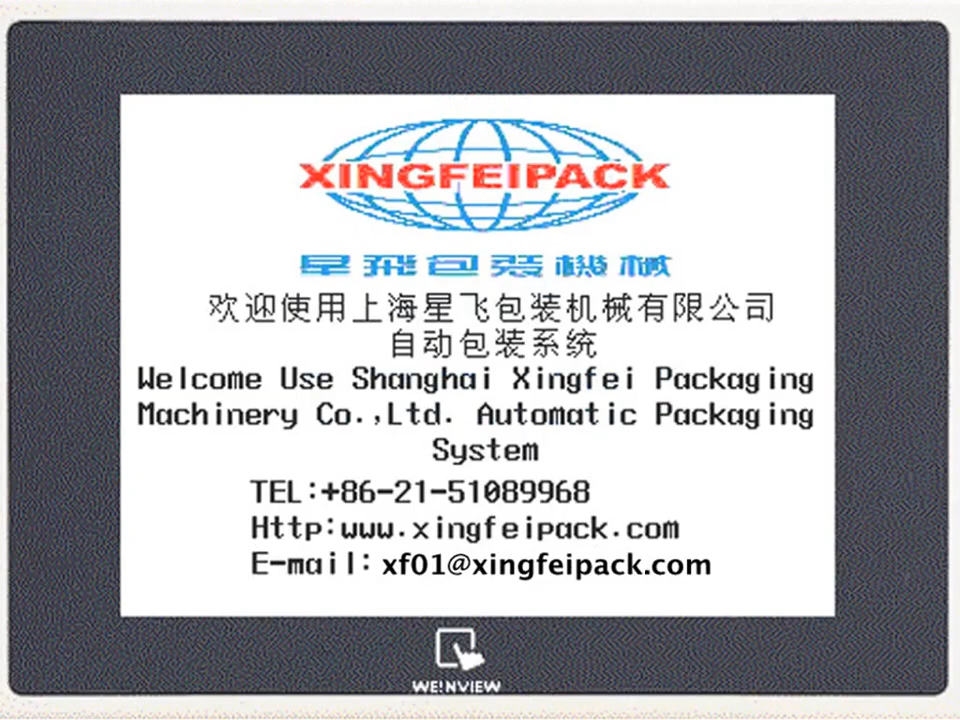 XINGFEIPACK
星飛包装機械
欢迎使用上海星飞包装机械有限公司
自动包装系统
Welcome Use Shanghai Xingfei Packaging
Machinery Co.,Ltd. Automatic Packaging
System
TEL:+86-21-51089968
Http:www.xingfeipack.com
E-mail: xf01@xingfeipack.com
WEINVIEW